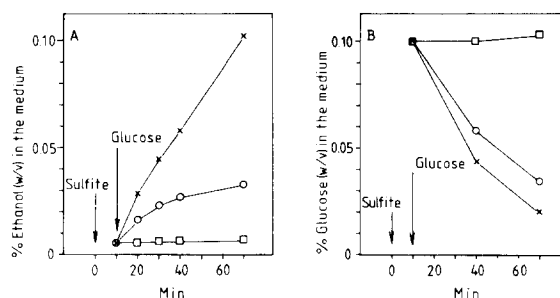 A
% Ethanol (w/v) in the medium
0.10
0.05
0
Glucose
Sulfite
0 20 40 60
Min
B
% Glucose (w/v) in the medium
0.10
0.05
0
Glucose
Sulfite
0 20 40 60
Min